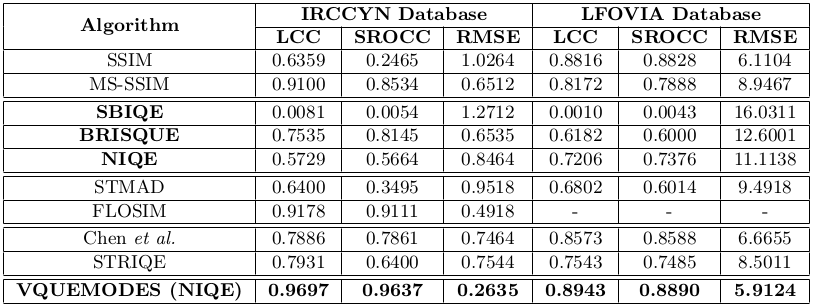 Algorithm IRCCYN Database LFOVIA Database
LCC SROCC RMSE LCC SROCC RMSE
SSIM 0.6359 0.2465 1.0264 0.8816 0.8828 6.1104
MS-SSIM 0.9100 0.8534 0.6512 0.8172 0.7888 8.9467
SBIQE 0.0081 0.0054 1.2712 0.0010 0.0043 16.0311
BRISQUE 0.7535 0.8145 0.6535 0.6182 0.6000 12.6001
NIQE 0.5729 0.5664 0.8464 0.7206 0.7376 11.1138
STMAD 0.6400 0.3495 0.9518 0.6802 0.6014 9.4918
FLOSIM 0.9178 0.9111 0.4918 - - -
Chen et al. 0.7886 0.7861 0.7464 0.8573 0.8588 6.6655
STRIQE 0.7931 0.6400 0.7544 0.7543 0.7485 8.5011
VQUEMODES (NIQE) 0.9697 0.9637 0.2635 0.8943 0.8890 5.9124